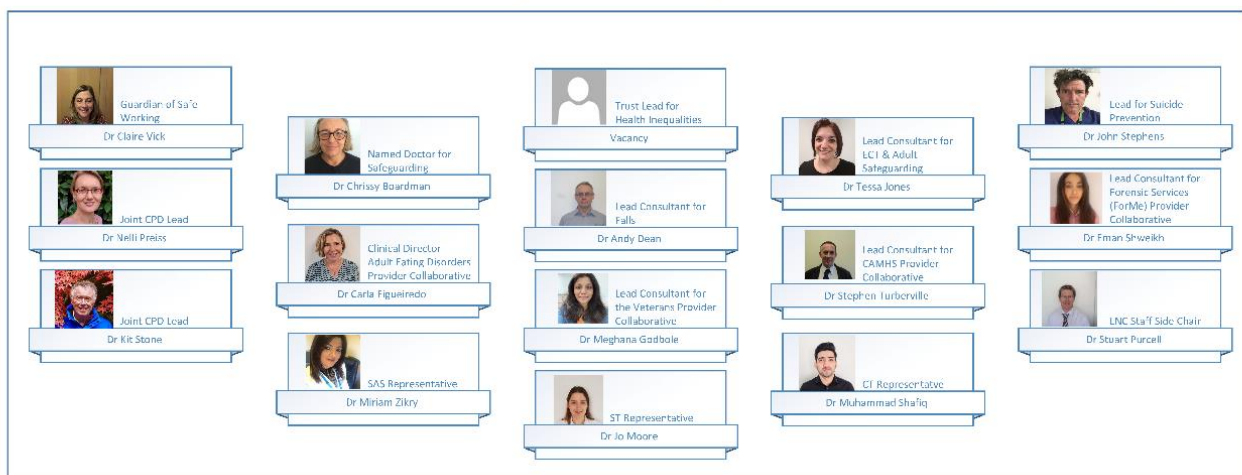 Guardian of Safe
Working
Dr Claire Vick
Joint CPD Lead
Dr Nelli Preiss
Joint CPD Lead
Dr Kit Stone
Named Doctor for
Safeguarding
Dr Chrissy Boardman
Clinical Director
Adult Eating Disorders
Provider Collaborative
Dr Carla Figueiredo
SAS Representative
Dr Miriam Zikry
Trust Lead for
Health Inequalities
Vacancy
Lead Consultant for
Falls
Dr Andy Dean
Lead Consultant for
the Veterans Provider
Collaborative
Dr Meghana Godbole
ST Representative
Dr Jo Moore
Lead Consultant for
ECT & Adult
Safeguarding
Dr Tessa Jones
Lead Consultant for
CAMHS Provider
Collaborative
Dr Stephen Turberville
CT Representatve
Dr Muhammad Shafiq
Lead for Suicide
Prevention
Dr John Stephens
Lead Consultant for
Forensic Services
(ForMe) Provider
Collaborative
Dr Eman Shweikh
LNC Staff Side Chair
Dr Stuart Purcell